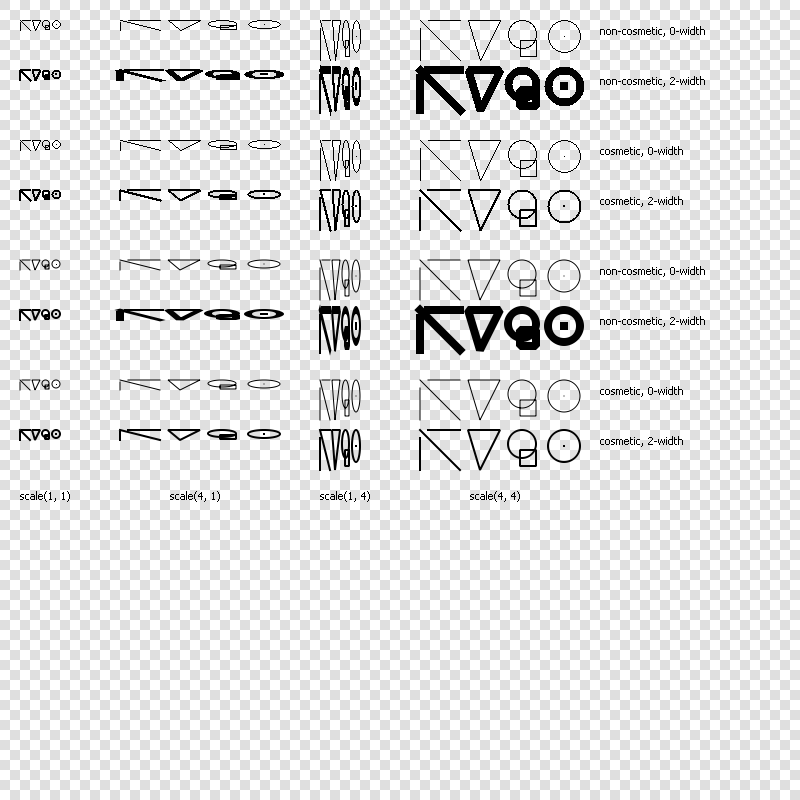 non-cosmetic, 0-width
non-cosmetic, 2-width
cosmetic, 0-width
cosmetic, 2-width
non-cosmetic, 0-width
non-cosmetic, 2-width
cosmetic, 0-width
cosmetic, 2-width
scale(1, 1) scale(4, 1) scale(1, 4) scale(4, 4)